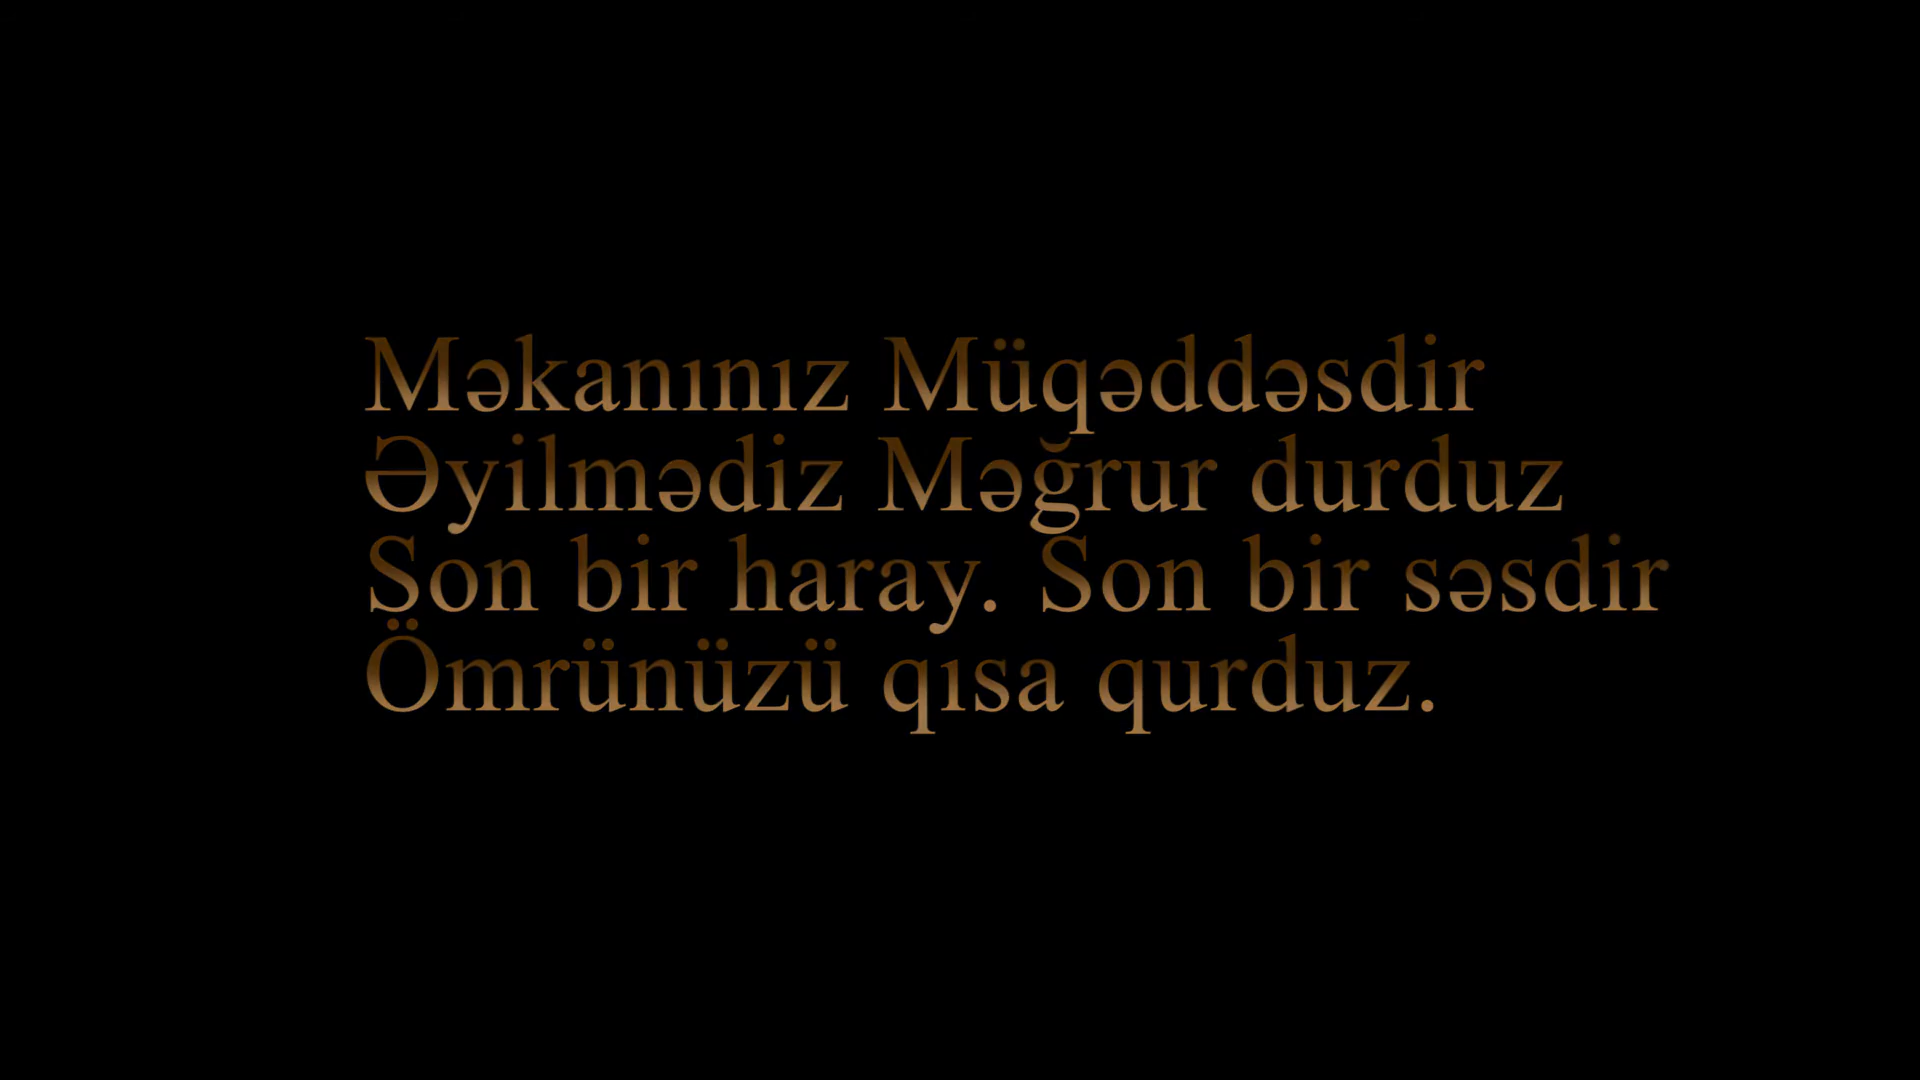 Məkanınız Müqəddəsdir
Əyilmədiz Məğrur durduz
Son bir haray. Son bir səsdir
Ömrünüzü qısa qurduz.